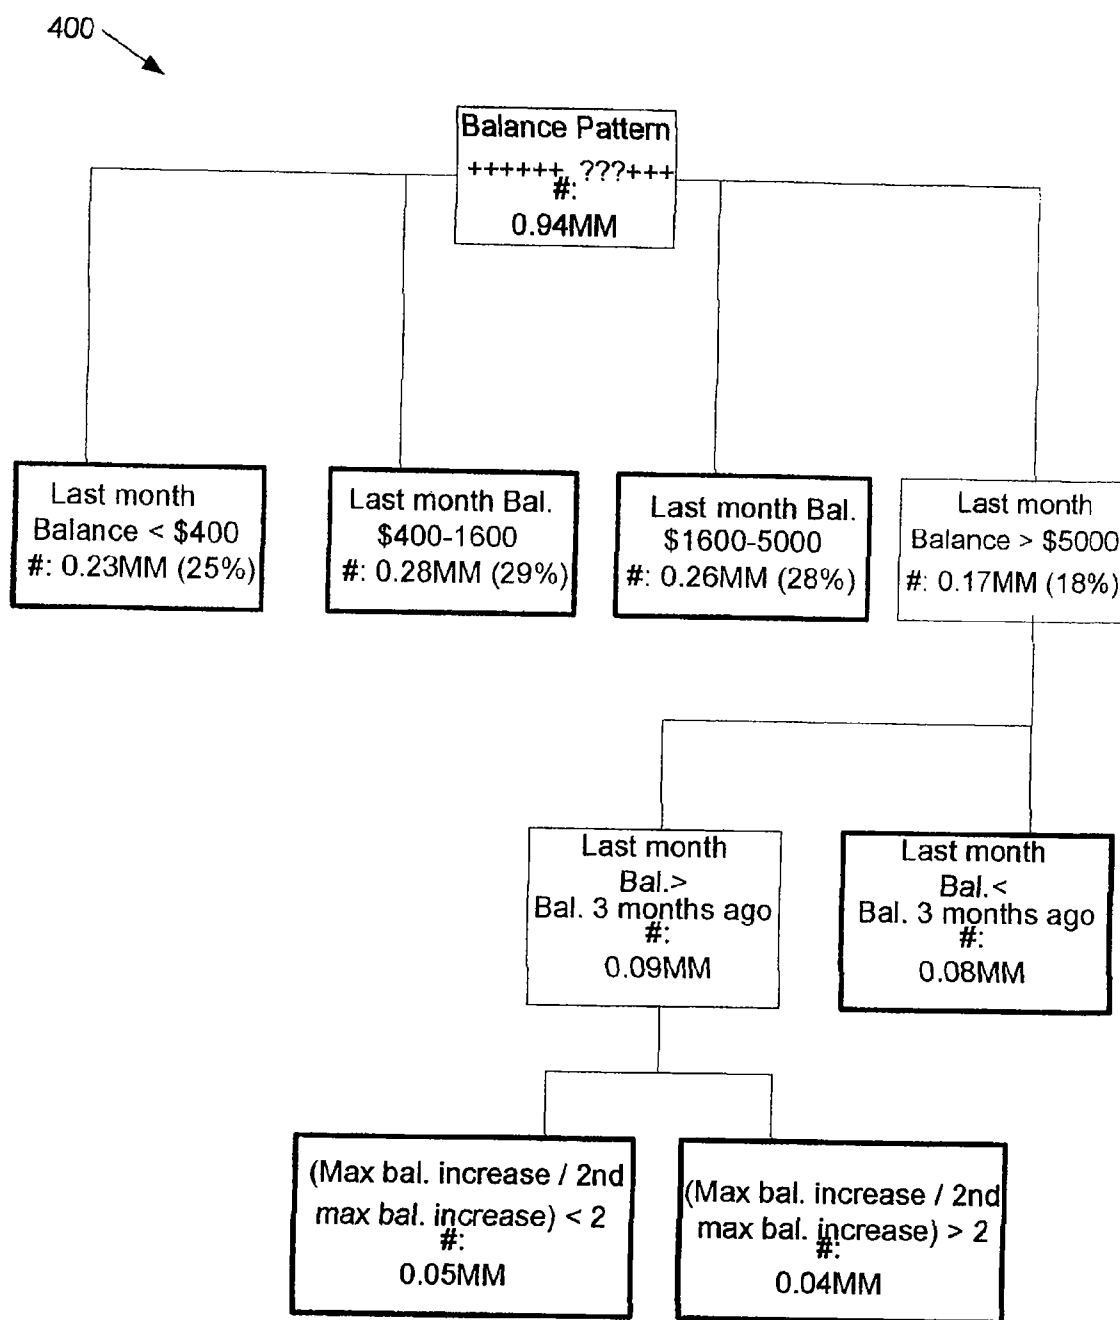 400
Balance Pattern
++++++, ???+++
#:
0.94MM
Last month
Balance < $400
#: 0.23MM (25%)
Last month Bal.
$400-1600
#: 0.28MM (29%)
Last month Bal.
$1600-5000
#: 0.26MM (28%)
Last month
Balance > $5000
#: 0.17MM (18%)
Last month
Bal.>
Bal. 3 months ago
#:
0.09MM
Last month
Bal.<
Bal. 3 months ago
#:
0.08MM
(Max bal. increase / 2nd
max bal. increase) < 2
#:
0.05MM
(Max bal. increase / 2nd
max bal. increase) > 2
#:
0.04MM